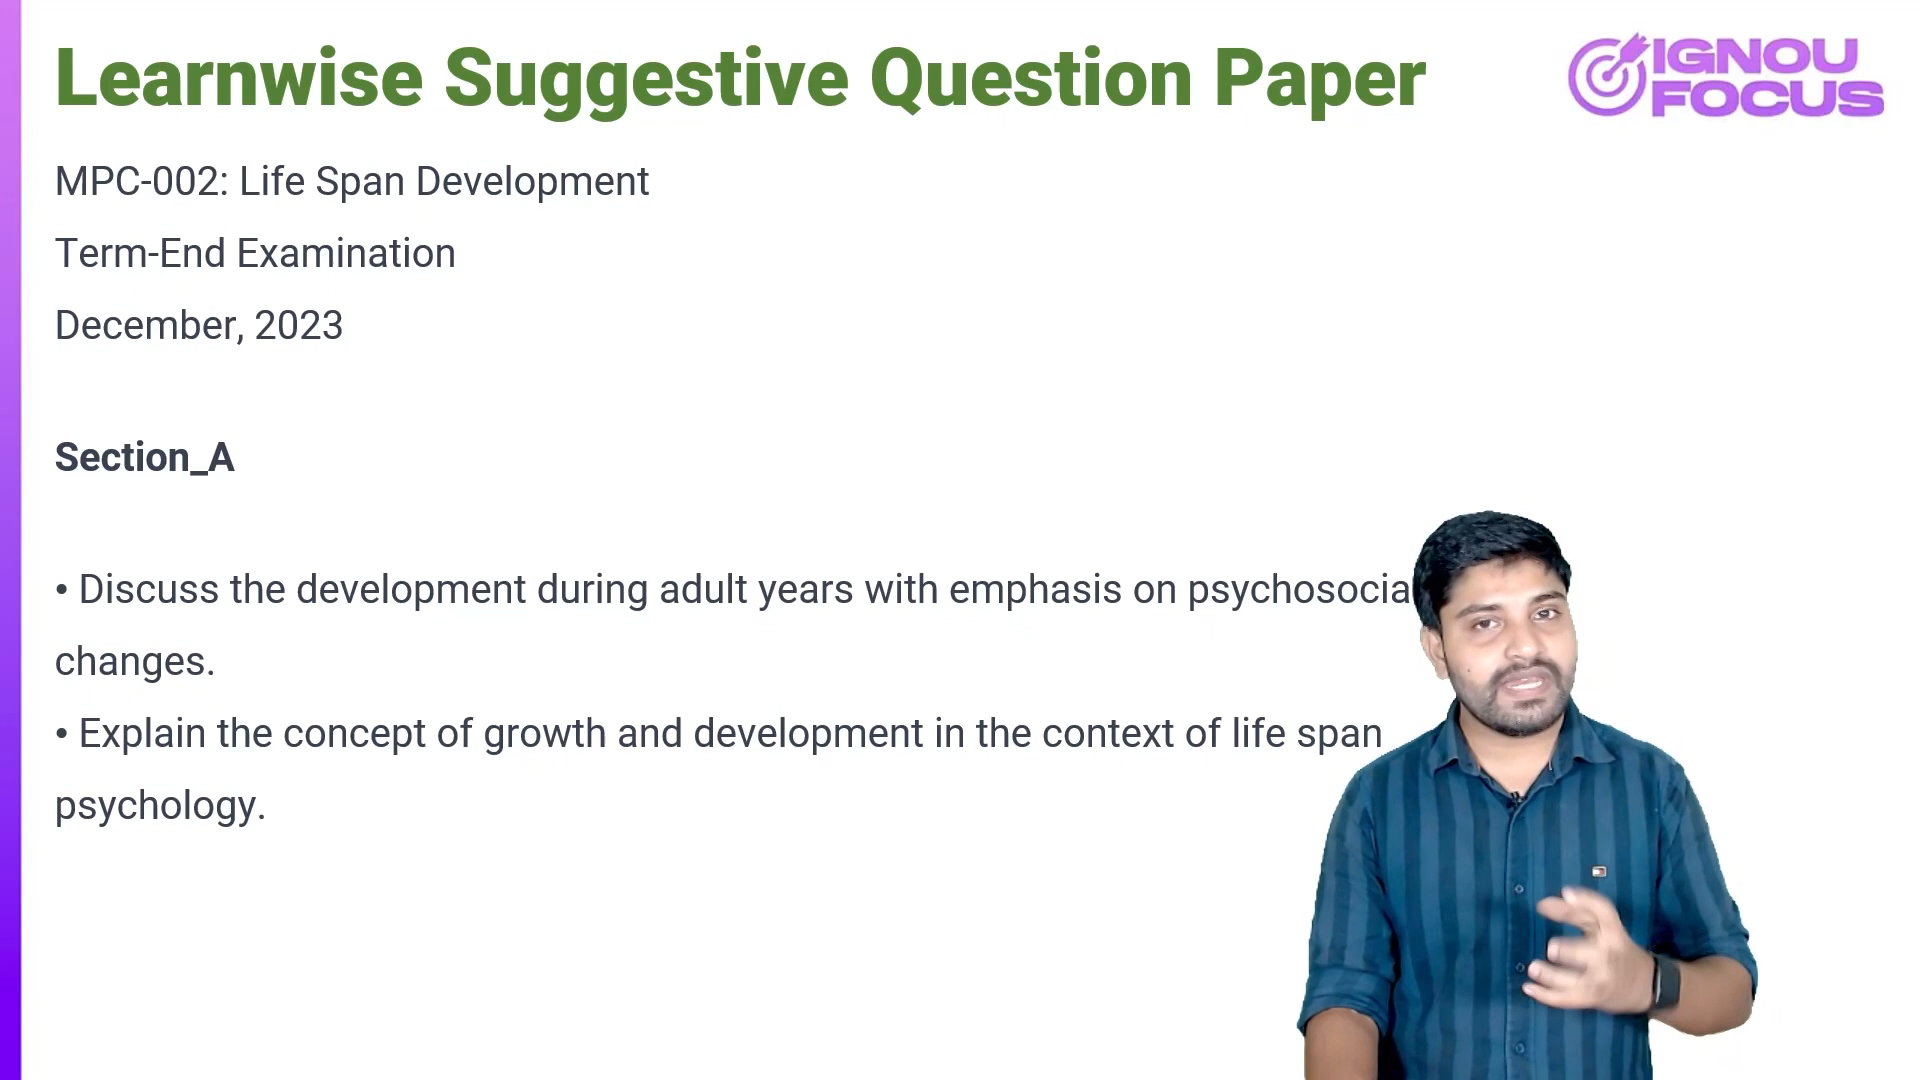 Learnwise Suggestive Question Paper
IGNOU
FOCUS
MPC-002: Life Span Development
Term-End Examination
December, 2023
Section_A
• Discuss the development during adult years with emphasis on psychosocia
changes.
• Explain the concept of growth and development in the context of life span
psychology.